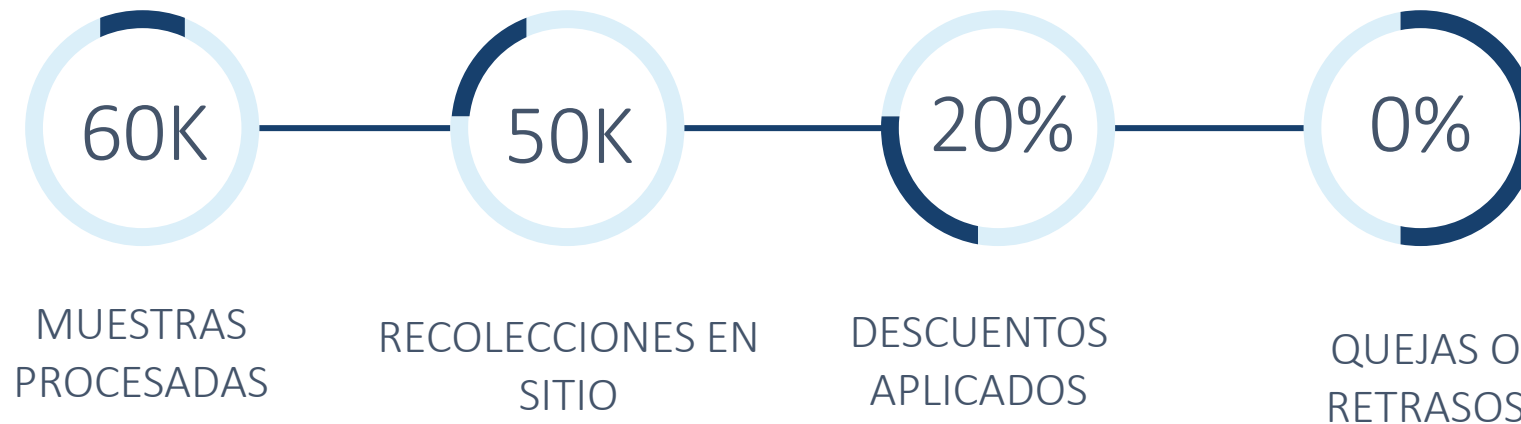 60K
50K
20%
0%
MUESTRAS
PROCESADAS
RECOLECCIONES EN
SITIO
DESCUENTOS
APLICADOS
QUEJAS O
RETRASOS